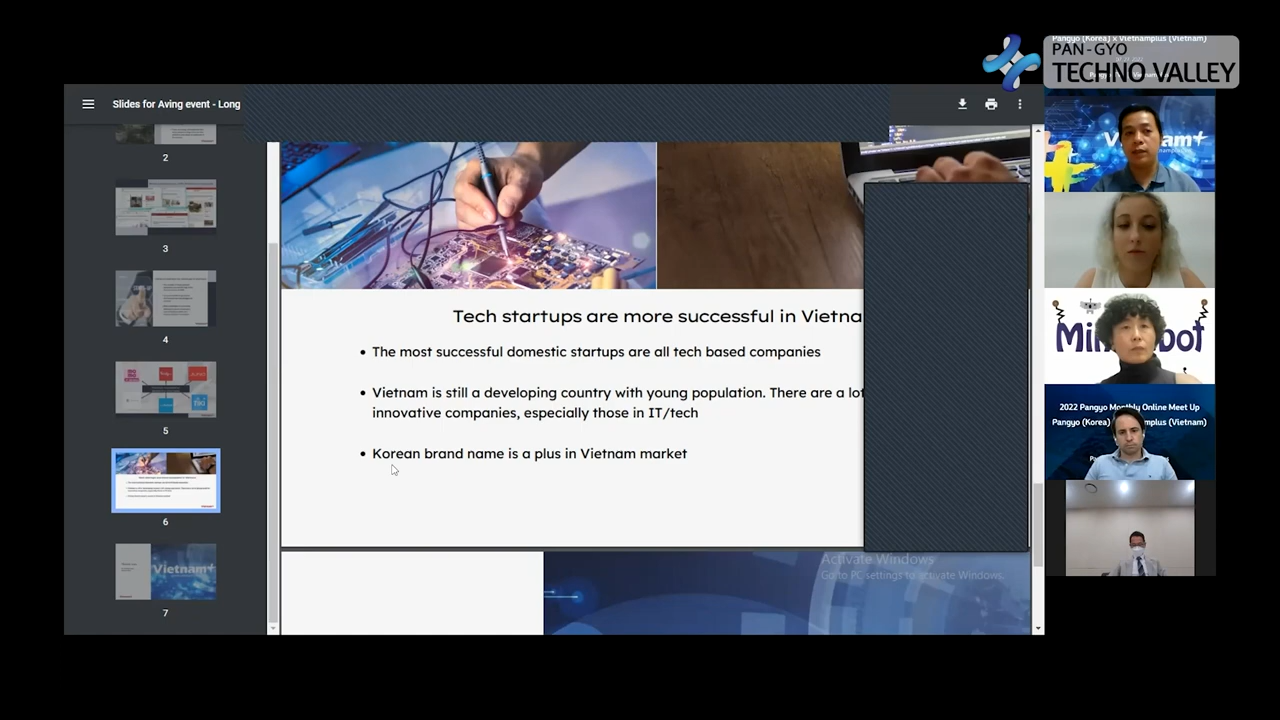 Pangyo (Korea) x Vietnamplus (Vietnam)
PAN-GYO
TECHNO VALLEY
Slides for Aving event - Long
2
3
4
5
6
7
Tech startups are more successful in Vietna
• The most successful domestic startups are all tech based companies
• Vietnam is still a developing country with young population. There are a lot
innovative companies, especially those in IT/tech
• Korean brand name is a plus in Vietnam market
Activate Windows
Go to PC settings to activate Windows.
Vietnam+
2022 Pangyo Monthly Online Meet Up
Pangyo (Korea)